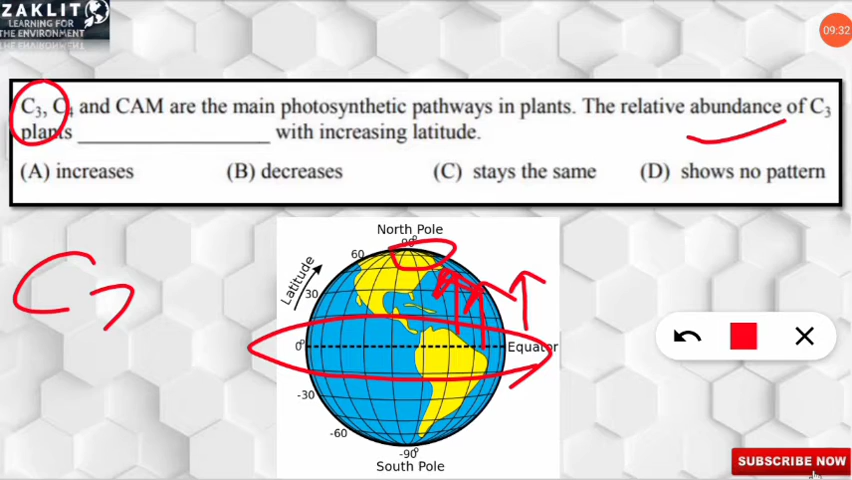 ZAKLIT
LEARNING FOR
THE ENVIRONMENT
09:32
C₃, C₄ and CAM are the main photosynthetic pathways in plants. The relative abundance of C₃
plants ____________________ with increasing latitude.
(A) increases (B) decreases (C) stays the same (D) shows no pattern
North Pole
90°
60
Latitude
30
0°
Equator
-30
-60
-90°
South Pole
SUBSCRIBE NOW